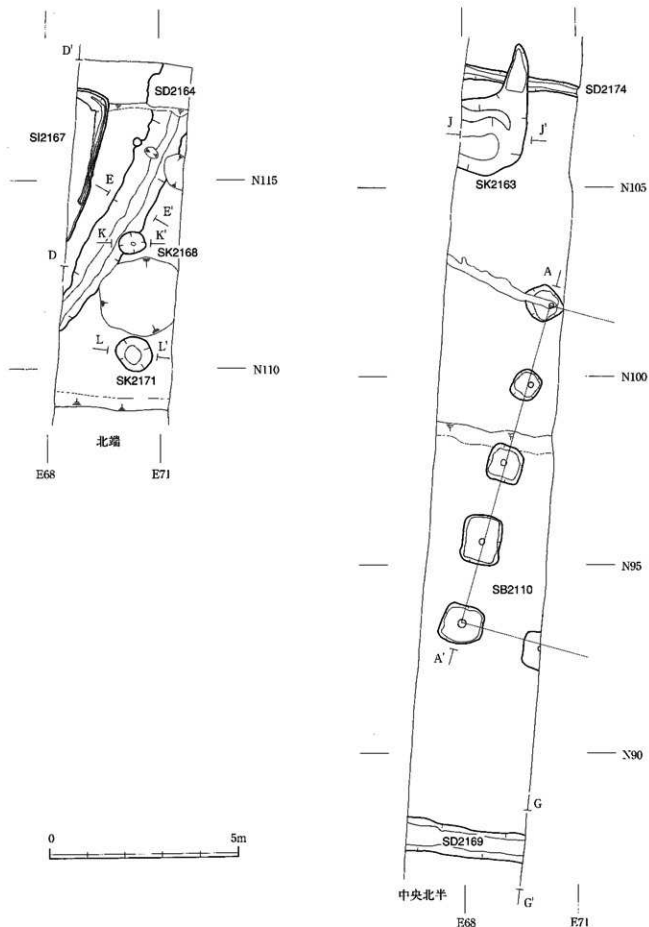 D'
SD2164
SI2167
E
N115
E'
K
K'
SK2168
D
L
L'
SK2171
N110
北端
E68
E71
0
5m
SD2174
J
J'
SK2163
N105
A
N100
N95
SB2110
A'
N90
G
SD2169
中央北半
G'
E68
E71